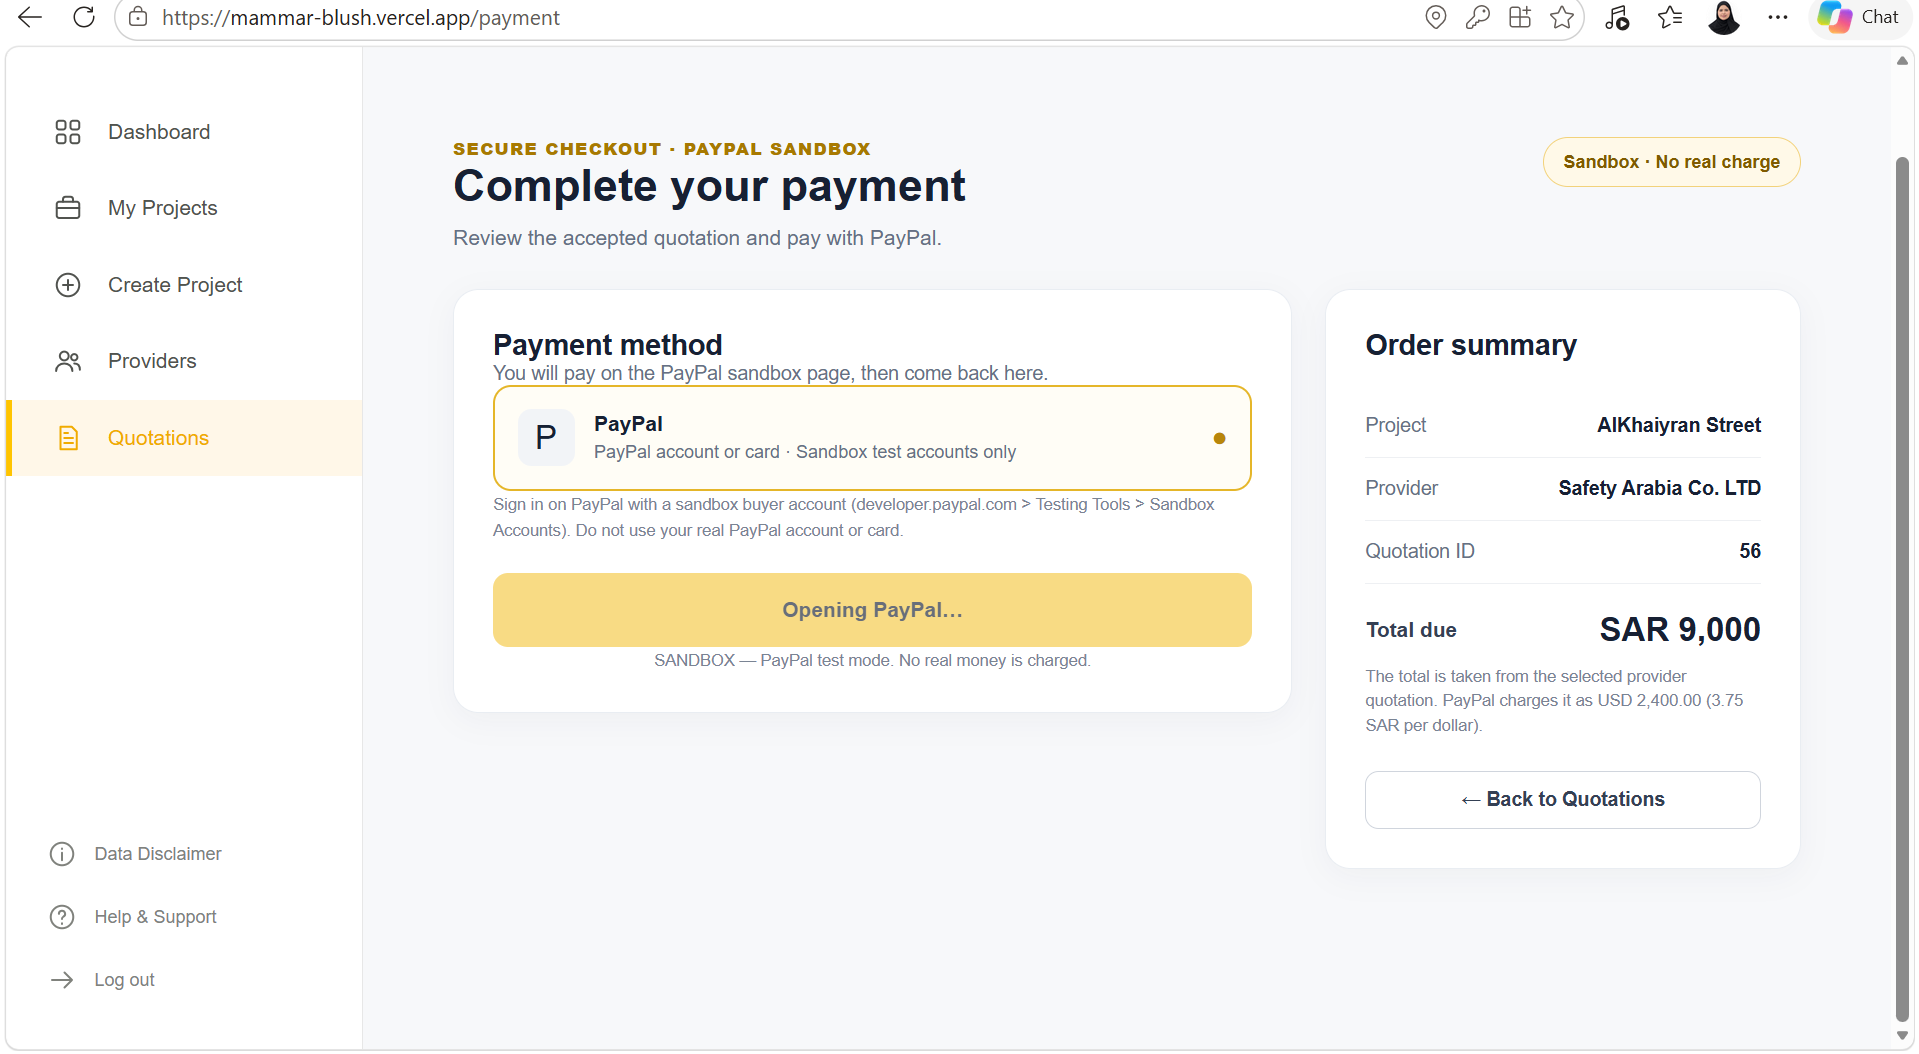 https://mammar-blush.vercel.app/payment
Chat
Dashboard
My Projects
Create Project
Providers
Quotations
Data Disclaimer
Help & Support
Log out
SECURE CHECKOUT · PAYPAL SANDBOX
Complete your payment
Review the accepted quotation and pay with PayPal.
Sandbox · No real charge
Payment method
You will pay on the PayPal sandbox page, then come back here.
P
PayPal
PayPal account or card · Sandbox test accounts only
Sign in on PayPal with a sandbox buyer account (developer.paypal.com > Testing Tools > Sandbox
Accounts). Do not use your real PayPal account or card.
Opening PayPal...
SANDBOX — PayPal test mode. No real money is charged.
Order summary
Project AlKhaiyran Street
Provider Safety Arabia Co. LTD
Quotation ID 56
Total due SAR 9,000
The total is taken from the selected provider
quotation. PayPal charges it as USD 2,400.00 (3.75
SAR per dollar).
← Back to Quotations